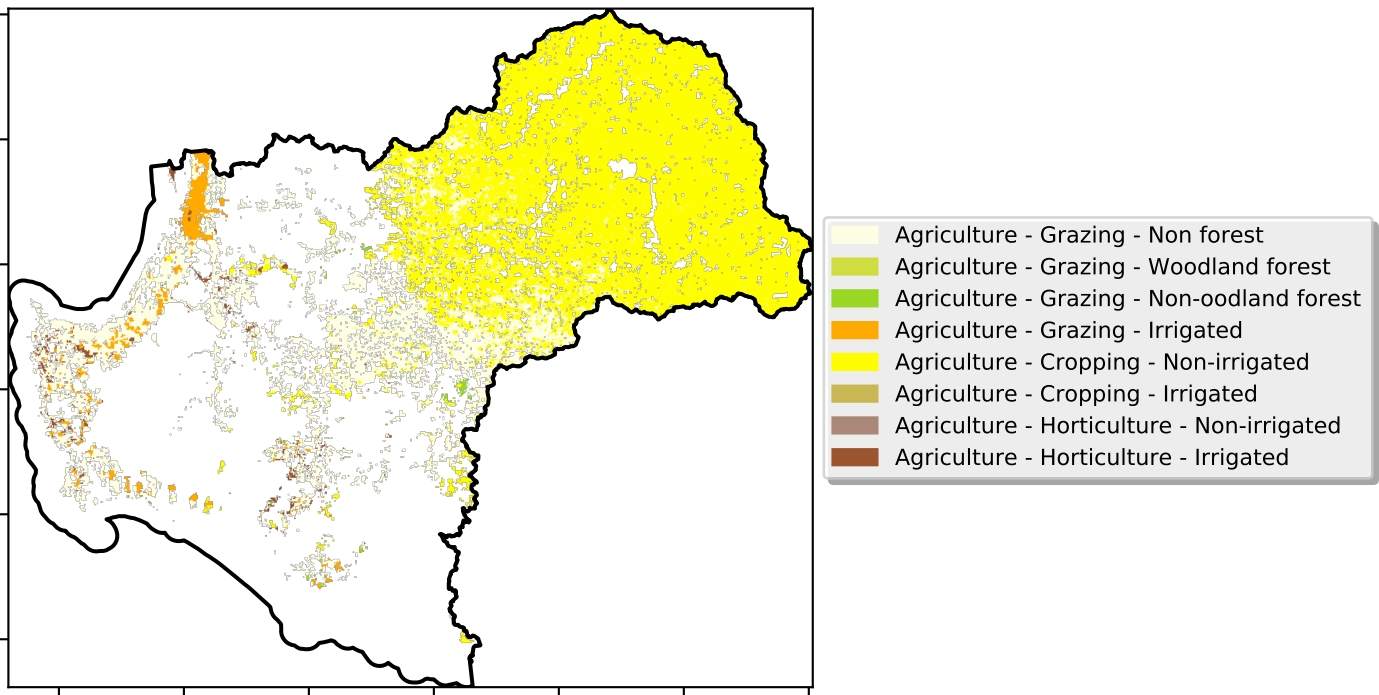 Agriculture - Grazing - Non forest
Agriculture - Grazing - Woodland forest
Agriculture - Grazing - Non-oodland forest
Agriculture - Grazing - Irrigated
Agriculture - Cropping - Non-irrigated
Agriculture - Cropping - Irrigated
Agriculture - Horticulture - Non-irrigated
Agriculture - Horticulture - Irrigated